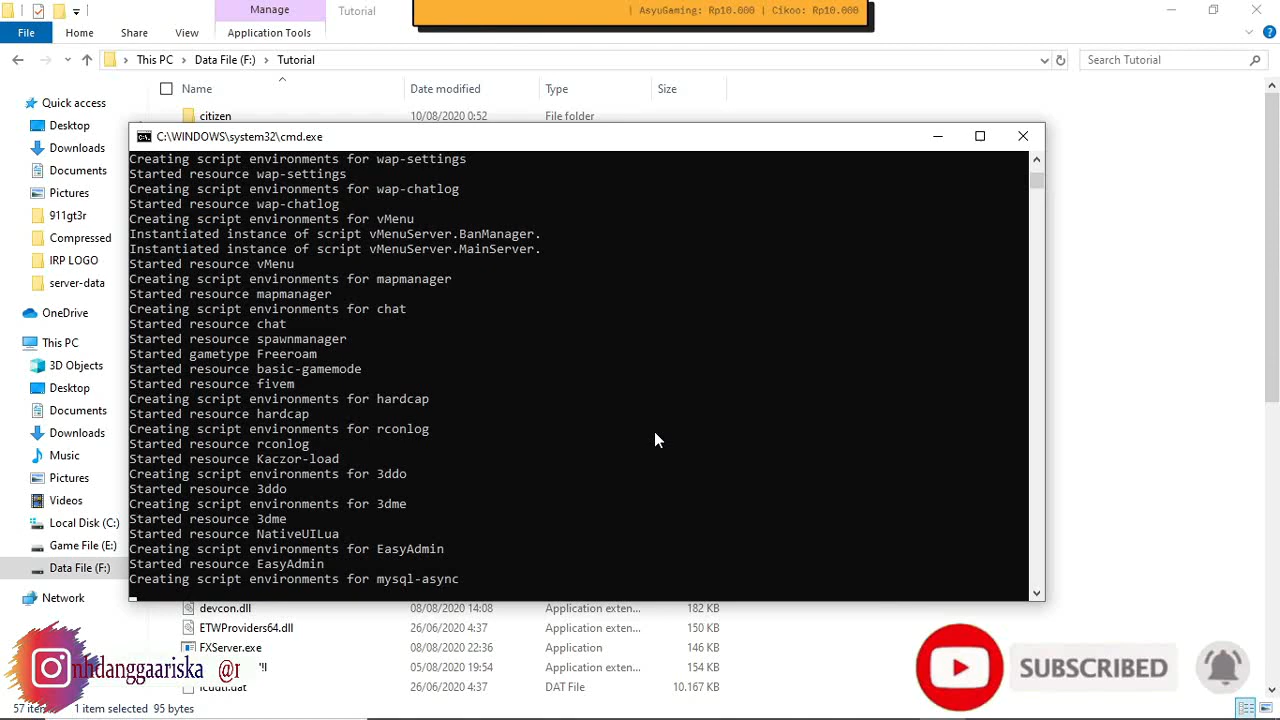 Manage
Tutorial
| AsyuGaming: Rp10.000 | Cikoo: Rp10.000
File
Home
Share
View
Application Tools
This PC > Data File (F:) > Tutorial
Search Tutorial
Name
Date modified
Type
Size
Quick access
Desktop
Downloads
Documents
Pictures
911gt3r
Compressed
IRP LOGO
server-data
OneDrive
This PC
3D Objects
Desktop
Documents
Downloads
Music
Pictures
Videos
Local Disk (C:)
Game File (E:)
Data File (F:)
Network
citizen 10/08/2020 0:52 File folder
C:\WINDOWS\system32\cmd.exe
Creating script environments for wap-settings
Started resource wap-settings
Creating script environments for wap-chatlog
Started resource wap-chatlog
Creating script environments for vMenu
Instantiated instance of script vMenuServer.BanManager.
Instantiated instance of script vMenuServer.MainServer.
Started resource vMenu
Creating script environments for mapmanager
Started resource mapmanager
Creating script environments for chat
Started resource chat
Started resource spawnmanager
Started gametype Freeroam
Started resource basic-gamemode
Started resource fivem
Creating script environments for hardcap
Started resource hardcap
Creating script environments for rconlog
Started resource rconlog
Started resource Kaczor-load
Creating script environments for 3ddo
Started resource 3ddo
Creating script environments for 3dme
Started resource 3dme
Started resource NativeUILua
Creating script environments for EasyAdmin
Started resource EasyAdmin
Creating script environments for mysql-async
devcon.dll 08/08/2020 14:08 Application exten... 182 KB
ETWProviders64.dll 26/06/2020 4:37 Application exten... 150 KB
FXServer.exe 08/08/2020 22:36 Application 146 KB
05/08/2020 19:54 Application exten... 154 KB
icudtl.dat 26/06/2020 4:37 DAT File 10.167 KB
nhdanggaariska @r
SUBSCRIBED
57 items
1 item selected 95 bytes